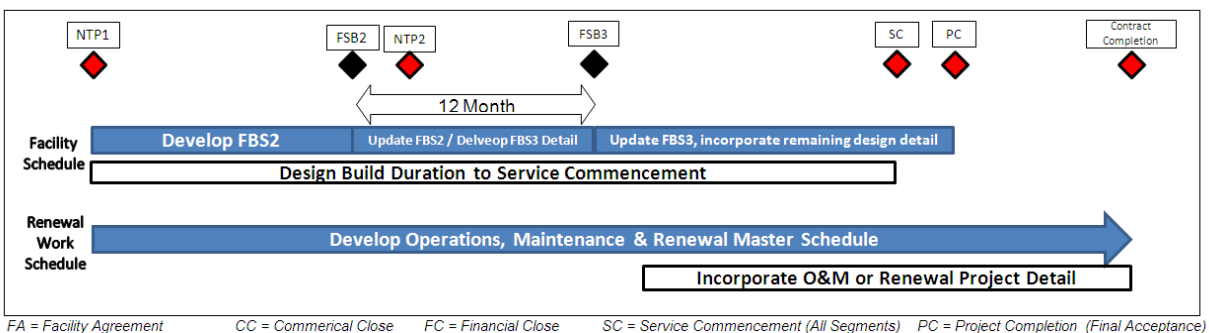 NTP1
FSB2
NTP2
FSB3
SC
PC
Contract
Completion
12 Month
Facility
Schedule
Develop FBS2
Update FBS2 / Delveop FBS3 Detail
Update FBS3, incorporate remaining design detail
Design Build Duration to Service Commencement
Renewal
Work
Schedule
Develop Operations, Maintenance & Renewal Master Schedule
Incorporate O&M or Renewal Project Detail
FA = Facility Agreement CC = Commerical Close FC = Financial Close SC = Service Commencement (All Segments) PC = Project Completion (Final Acceptance)